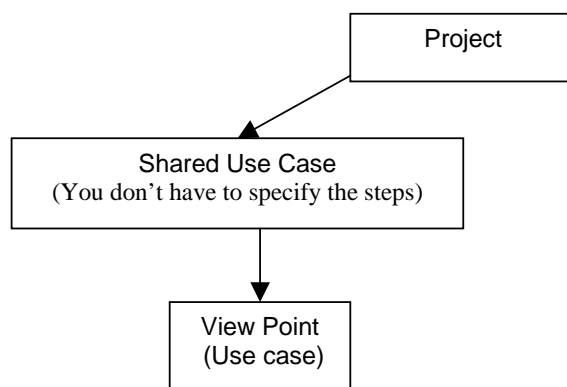 Project
Shared Use Case
(You don’t have to specify the steps)
View Point
(Use case)